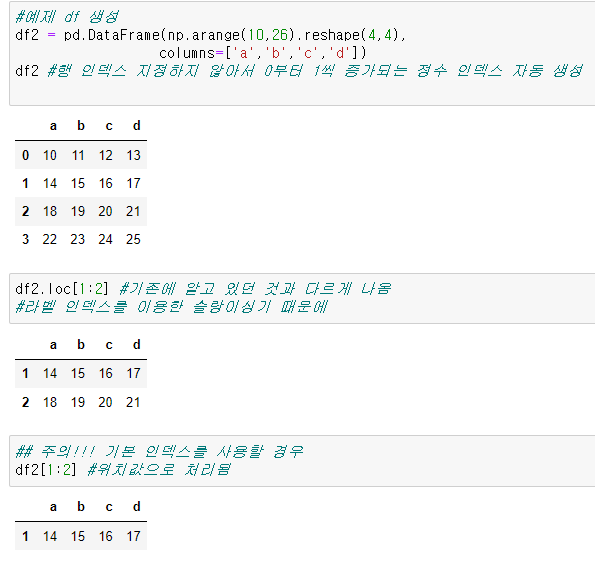 #예제 df 생성
df2 = pd.DataFrame(np.arange(10,26).reshape(4,4),
columns=['a','b','c','d'])
df2 #행 인덱스 지정하지 않아서 0부터 1씩 증가되는 정수 인덱스 자동 생성
a b c d
0 10 11 12 13
1 14 15 16 17
2 18 19 20 21
3 22 23 24 25
df2.loc[1:2] #기존에 알고 있던 것과 다르게 나옴
#라벨 인덱스를 이용한 슬라이싱기 때문에
a b c d
1 14 15 16 17
2 18 19 20 21
## 주의!!! 기본 인덱스를 사용할 경우
df2[1:2] #위치값으로 처리됨
a b c d
1 14 15 16 17